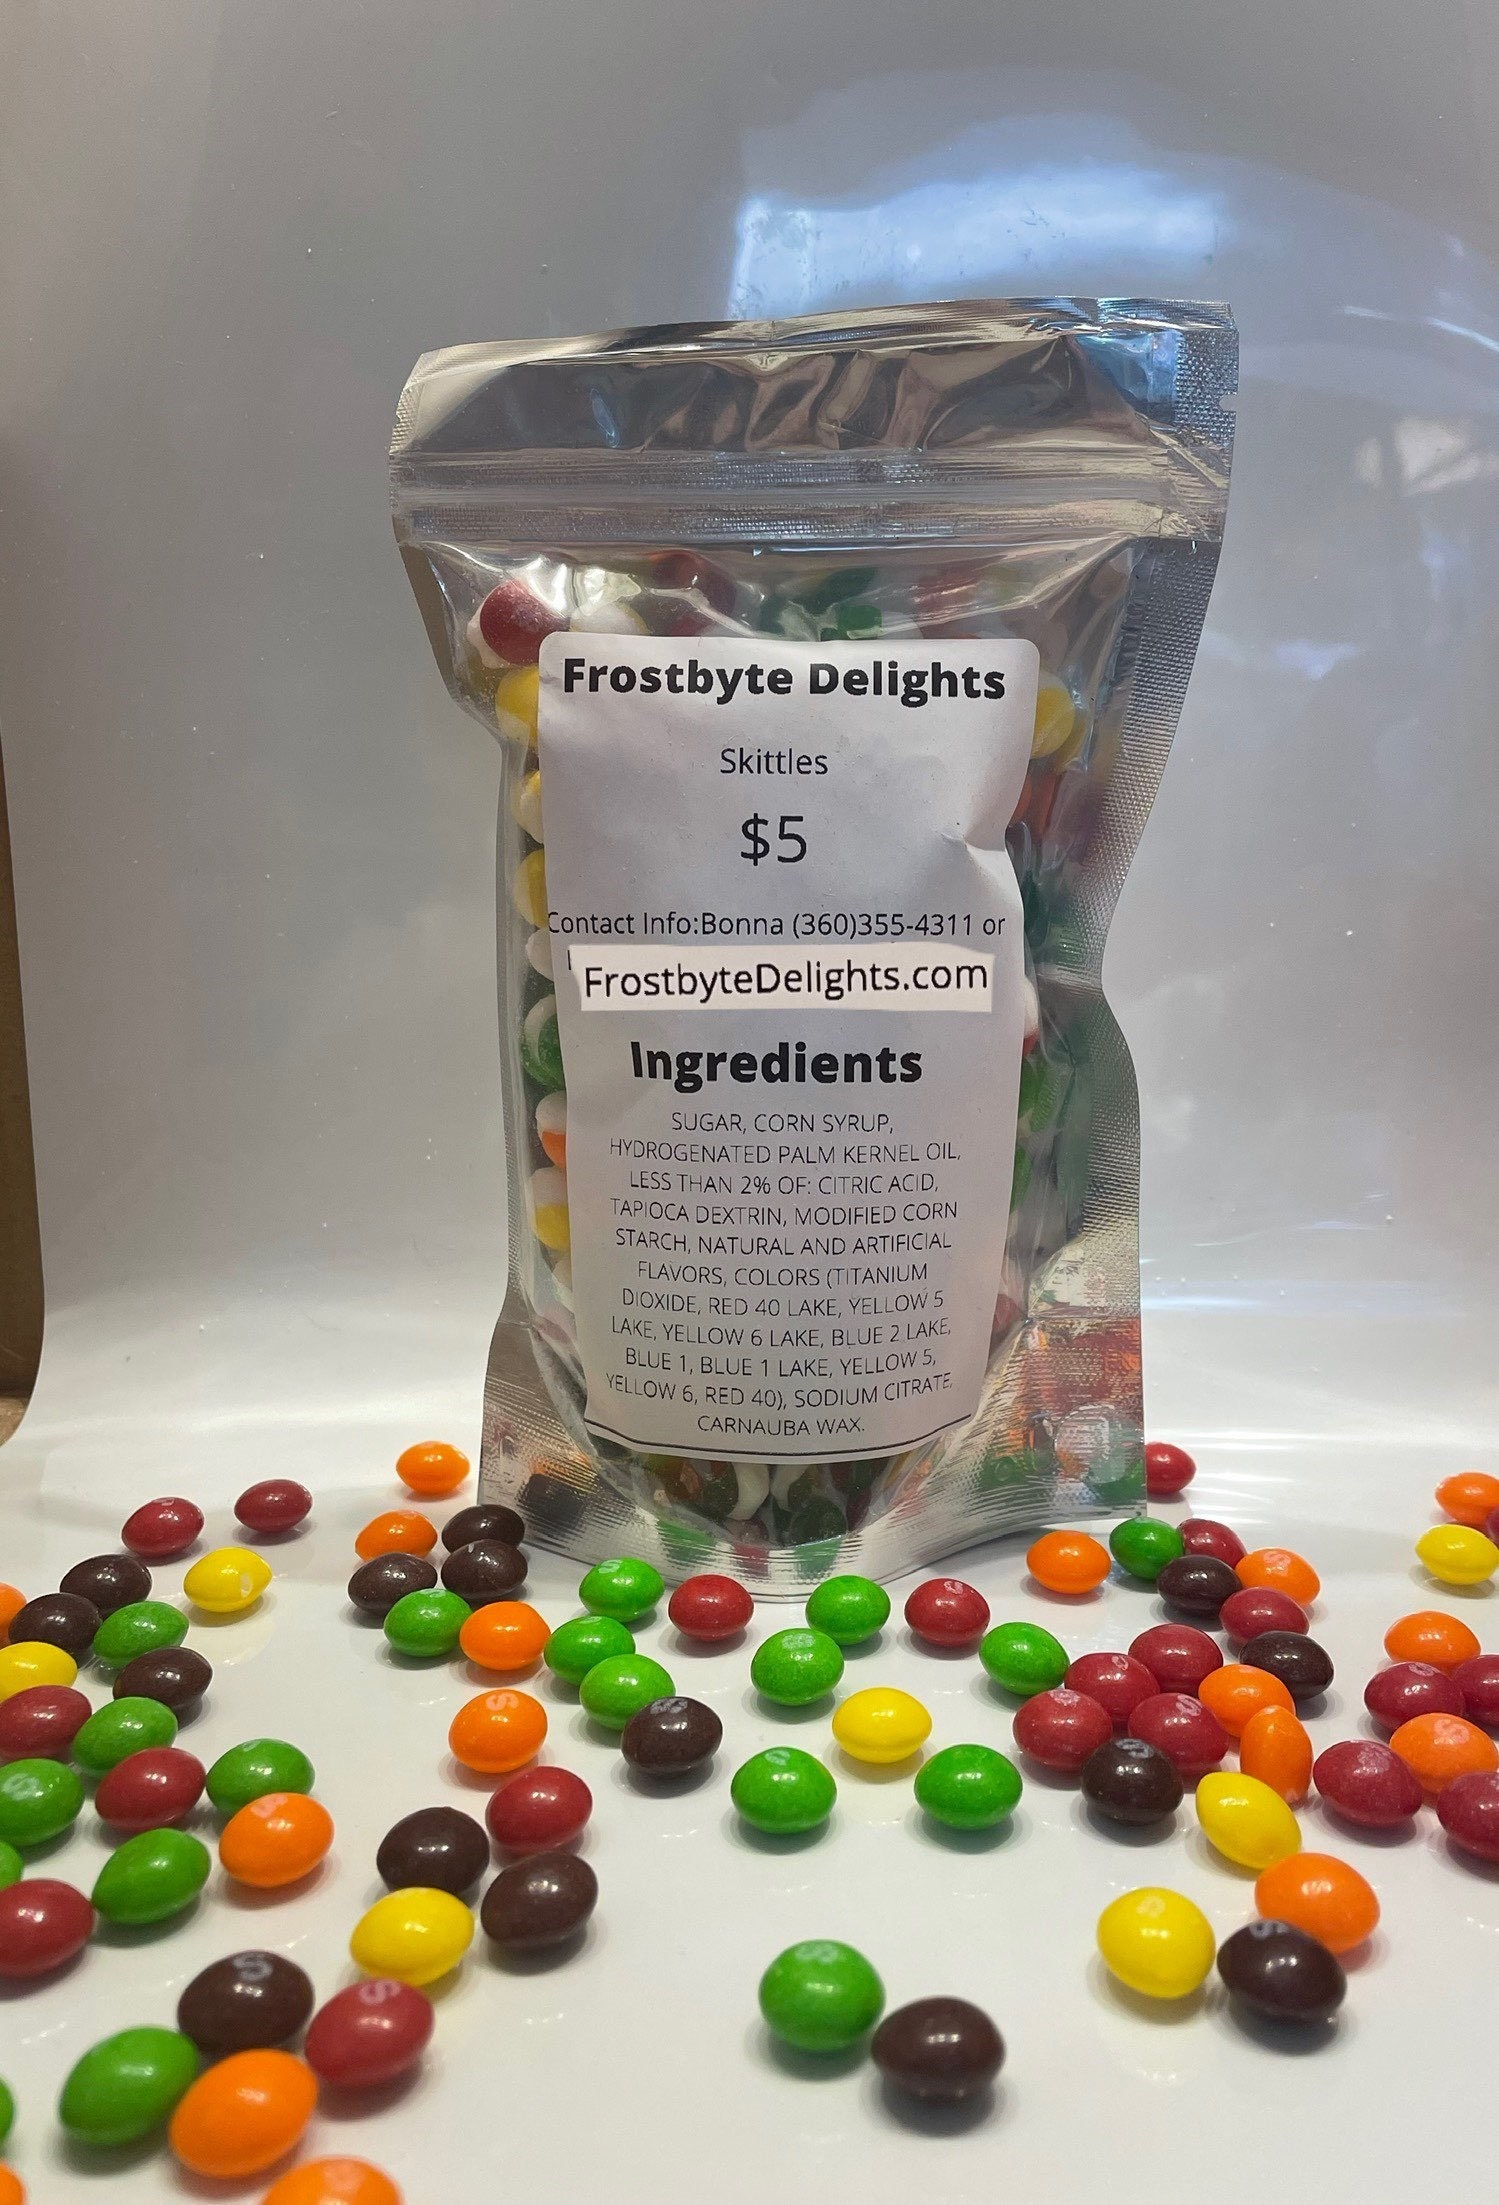 Frostbyte Delights
Skittles
$5
Contact Info:Bonna (360)355-4311 or
FrostbyteDelights.com
Ingredients
SUGAR, CORN SYRUP,
HYDROGENATED PALM KERNEL OIL,
LESS THAN 2% OF: CITRIC ACID,
TAPIOCA DEXTRIN, MODIFIED CORN
STARCH, NATURAL AND ARTIFICIAL
FLAVORS, COLORS (TITANIUM
DIOXIDE, RED 40 LAKE, YELLOW 5
LAKE, YELLOW 6 LAKE, BLUE 2 LAKE,
BLUE 1, BLUE 1 LAKE, YELLOW 5,
YELLOW 6, RED 40), SODIUM CITRATE,
CARNAUBA WAX.